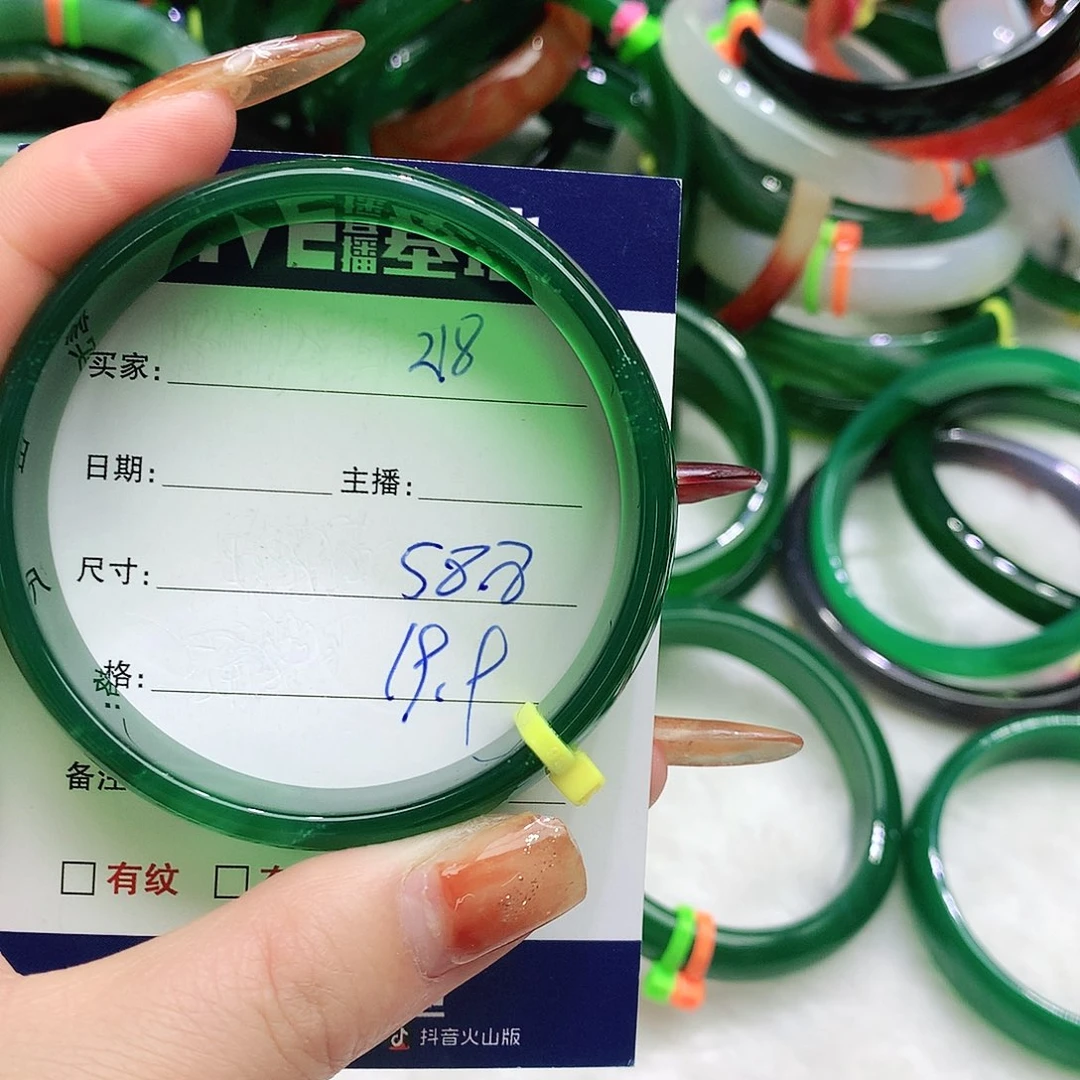 买家: 218
日期: 主播:
尺寸: 58.8
格: 19.9
备注
有纹
抖音火山版